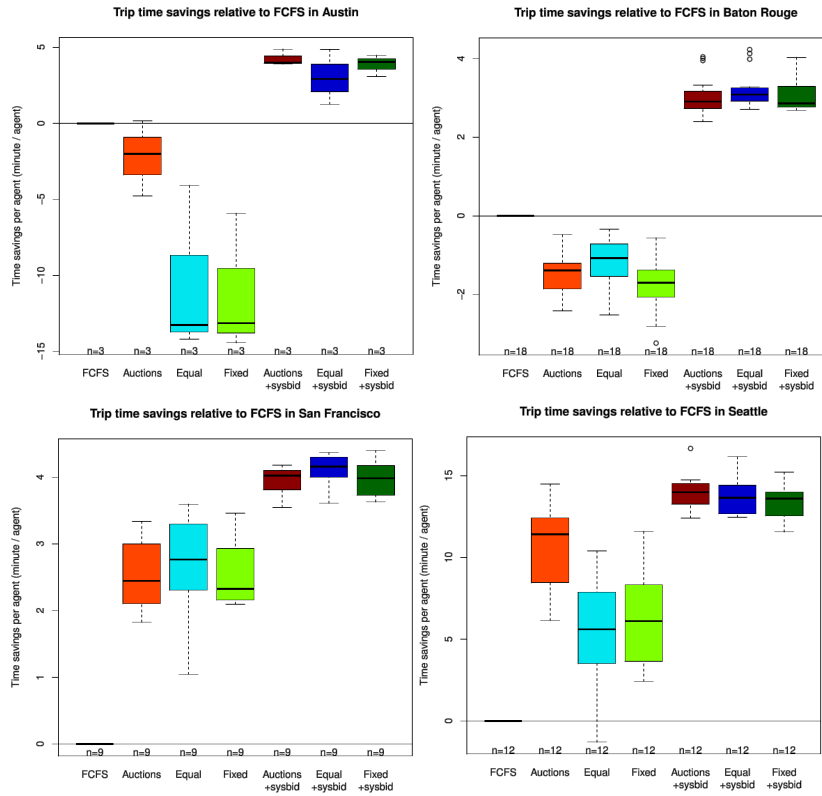 Trip time savings relative to FCFS in Austin
Time savings per agent (minute / agent)
5
0
−5
−10
−15
n=3 n=3 n=3 n=3 n=3 n=3 n=3
FCFS Auctions Equal Fixed Auctions Equal Fixed
+sysbid +sysbid +sysbid
Trip time savings relative to FCFS in Baton Rouge
Time savings per agent (minute / agent)
4
2
0
−2
n=18 n=18 n=18 n=18 n=18 n=18 n=18
FCFS Auctions Equal Fixed Auctions Equal Fixed
+sysbid +sysbid +sysbid
Trip time savings relative to FCFS in San Francisco
Time savings per agent (minute / agent)
4
3
2
1
0
n=9 n=9 n=9 n=9 n=9 n=9 n=9
FCFS Auctions Equal Fixed Auctions Equal Fixed
+sysbid +sysbid +sysbid
Trip time savings relative to FCFS in Seattle
Time savings per agent (minute / agent)
15
10
5
0
n=12 n=12 n=12 n=12 n=12 n=12 n=12
FCFS Auctions Equal Fixed Auctions Equal Fixed
+sysbid +sysbid +sysbid